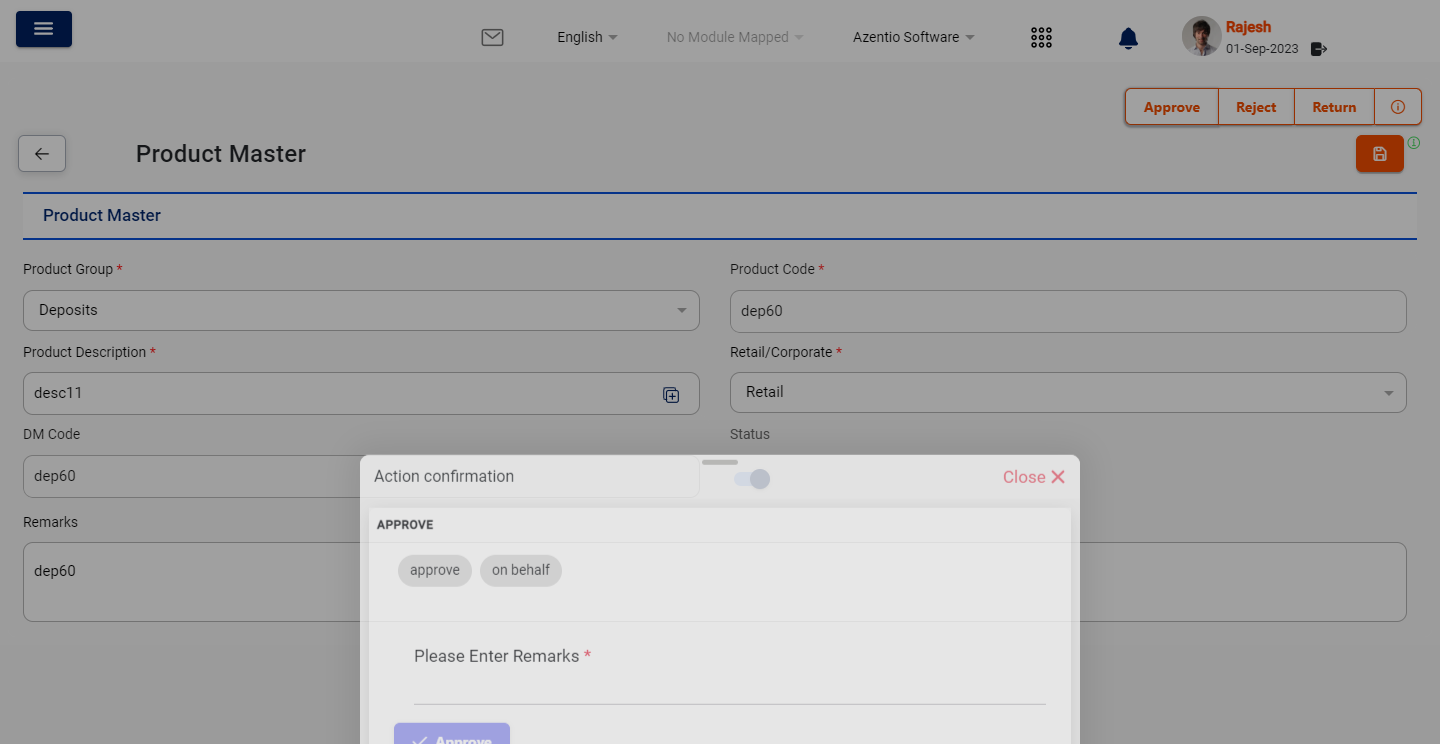 English
No Module Mapped
Azentio Software
Rajesh
01-Sep-2023
Approve
Reject
Return
Product Master
Product Master
Product Group *
Product Code *
Deposits
dep60
Product Description *
Retail/Corporate *
desc11
Retail
DM Code
Status
dep60
Action confirmation
Close
Remarks
APPROVE
dep60
approve
on behalf
Please Enter Remarks *
Approve